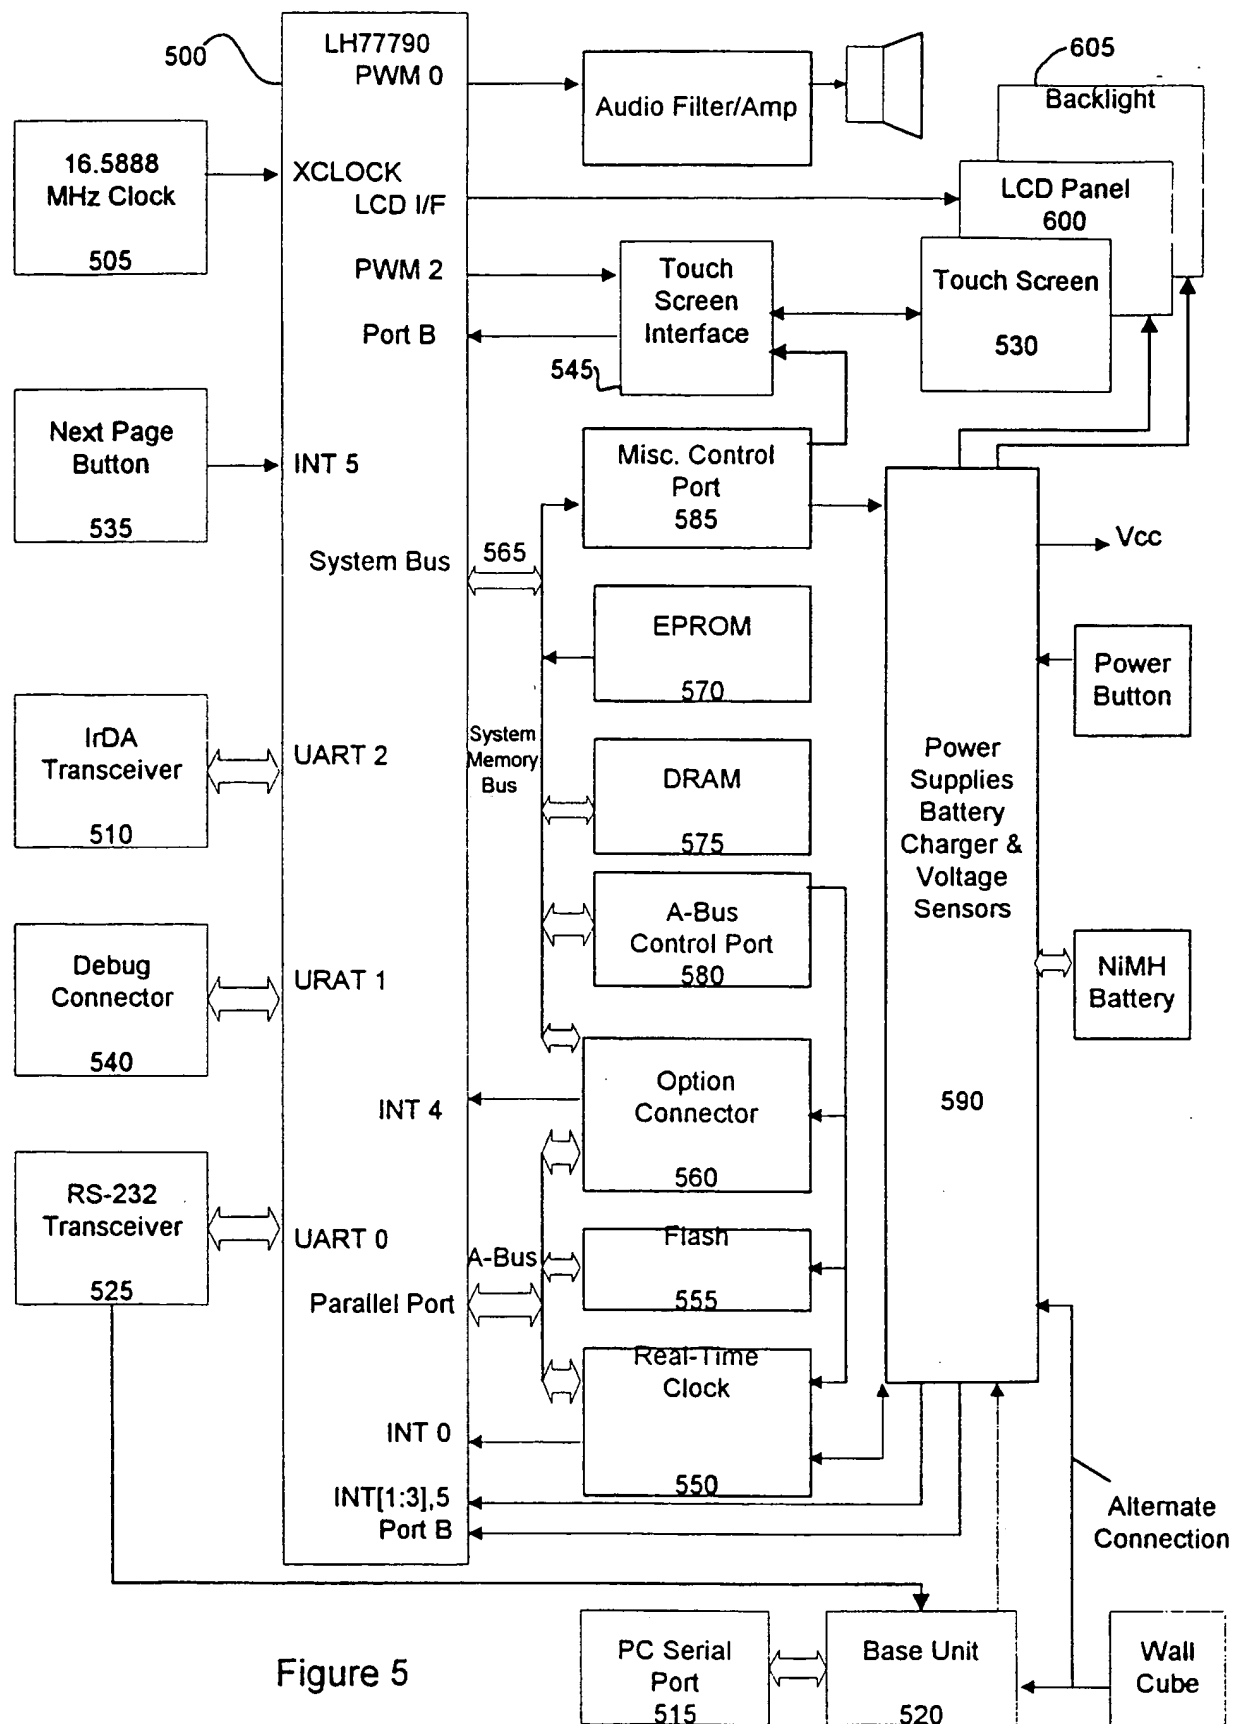 500
LH77790
PWM 0
Audio Filter/Amp
605
Backlight
16.5888
MHz Clock
505
XCLOCK
LCD I/F
LCD Panel
600
PWM 2
Port B
Touch
Screen
Interface
545
Touch Screen
530
Next Page
Button
535
INT 5
Misc. Control
Port
585
System Bus
565
Vcc
EPROM
570
Power
Button
IrDA
Transceiver
510
UART 2
System
Memory
Bus
DRAM
575
Power
Supplies
Battery
Charger &
Voltage
Sensors
590
A-Bus
Control Port
580
NiMH
Battery
Debug
Connector
540
URAT 1
INT 4
Option
Connector
560
RS-232
Transceiver
525
UART 0
A-Bus
Flash
555
Parallel Port
Real-Time
Clock
550
INT 0
INT[1:3],5
Port B
Alternate
Connection
Figure 5
PC Serial
Port
515
Base Unit
520
Wall
Cube